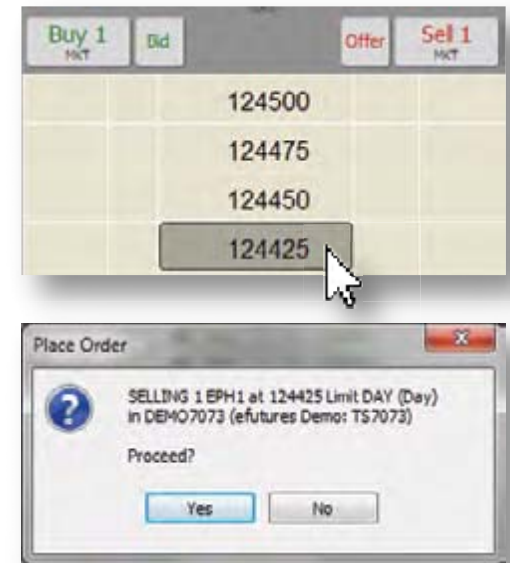 Buy 1 Bid Offer Sell 1
MKT MKT
124500
124475
124450
124425
Place Order
SELLING 1 EPH1 at 124425 Limit DAY (Day)
in DEMO7073 (efutures Demo: TS7073)
Proceed?
Yes No